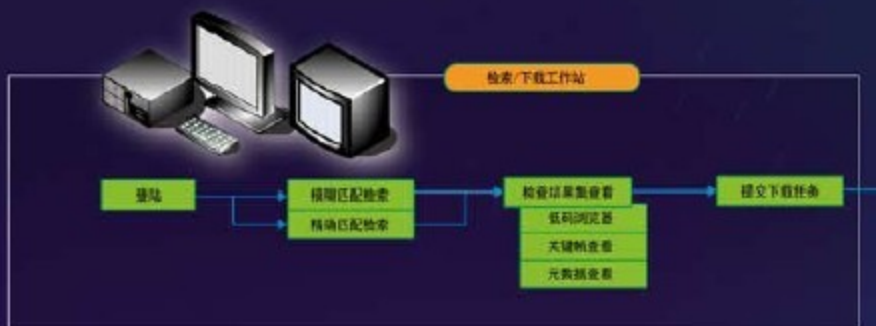 检索/下载工作站
登陆
模糊匹配检索
精确匹配检索
检查结果集查看
低码浏览器
关键帧查看
元数据查看
提交下载任务